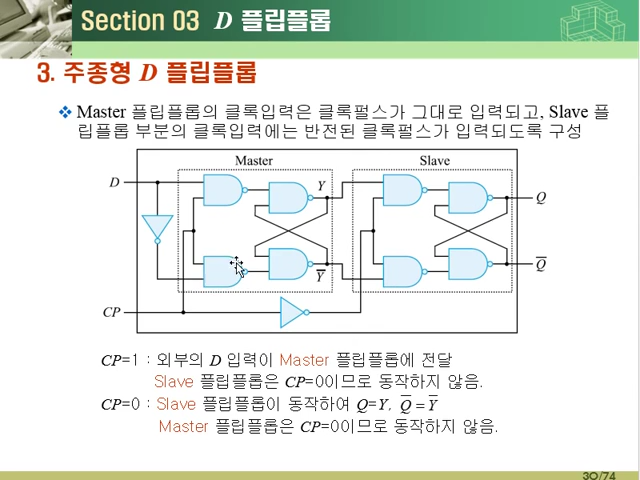 Section 03 D 플립플롭
3. 주종형 D 플립플롭
❖ Master 플립플롭의 클록입력은 클록펄스가 그대로 입력되고, Slave 플
립플롭 부분의 클록입력에는 반전된 클록펄스가 입력되도록 구성
Master Slave
D Y Q
Y̅ Q̅
CP
CP=1 : 외부의 D 입력이 Master 플립플롭에 전달
Slave 플립플롭은 CP=0이므로 동작하지 않음.
CP=0 : Slave 플립플롭이 동작하여 Q=Y, Q̅ = Y̅
Master 플립플롭은 CP=0이므로 동작하지 않음.
30/74